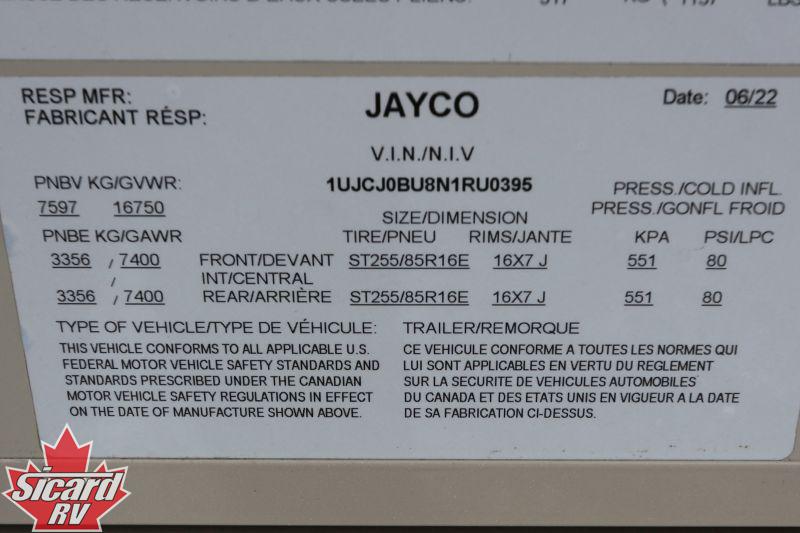 RESP MFR: JAYCO Date: 06/22
FABRICANT RÉSP:
V.I.N./N.I.V
PNBV KG/GVWR: 1UJCJ0BU8N1RU0395 PRESS./COLD INFL.
7597 16750 SIZE/DIMENSION PRESS./GONFL FROID
PNBE KG/GAWR TIRE/PNEU RIMS/JANTE KPA PSI/LPC
3356 / 7400 FRONT/DEVANT ST255/85R16E 16X7 J 551 80
/ INT/CENTRAL
3356 / 7400 REAR/ARRIÈRE ST255/85R16E 16X7 J 551 80
TYPE OF VEHICLE/TYPE DE VÉHICULE: TRAILER/REMORQUE
THIS VEHICLE CONFORMS TO ALL APPLICABLE U.S.
FEDERAL MOTOR VEHICLE SAFETY STANDARDS AND
STANDARDS PRESCRIBED UNDER THE CANADIAN
MOTOR VEHICLE SAFETY REGULATIONS IN EFFECT
ON THE DATE OF MANUFACTURE SHOWN ABOVE.
CE VEHICULE CONFORME A TOUTES LES NORMES QUI
LUI SONT APPLICABLES EN VERTU DU REGLEMENT
SUR LA SECURITE DE VEHICULES AUTOMOBILES
DU CANADA ET DES ETATS UNIS EN VIGUEUR A LA DATE
DE SA FABRICATION CI-DESSUS.
Sicard
RV